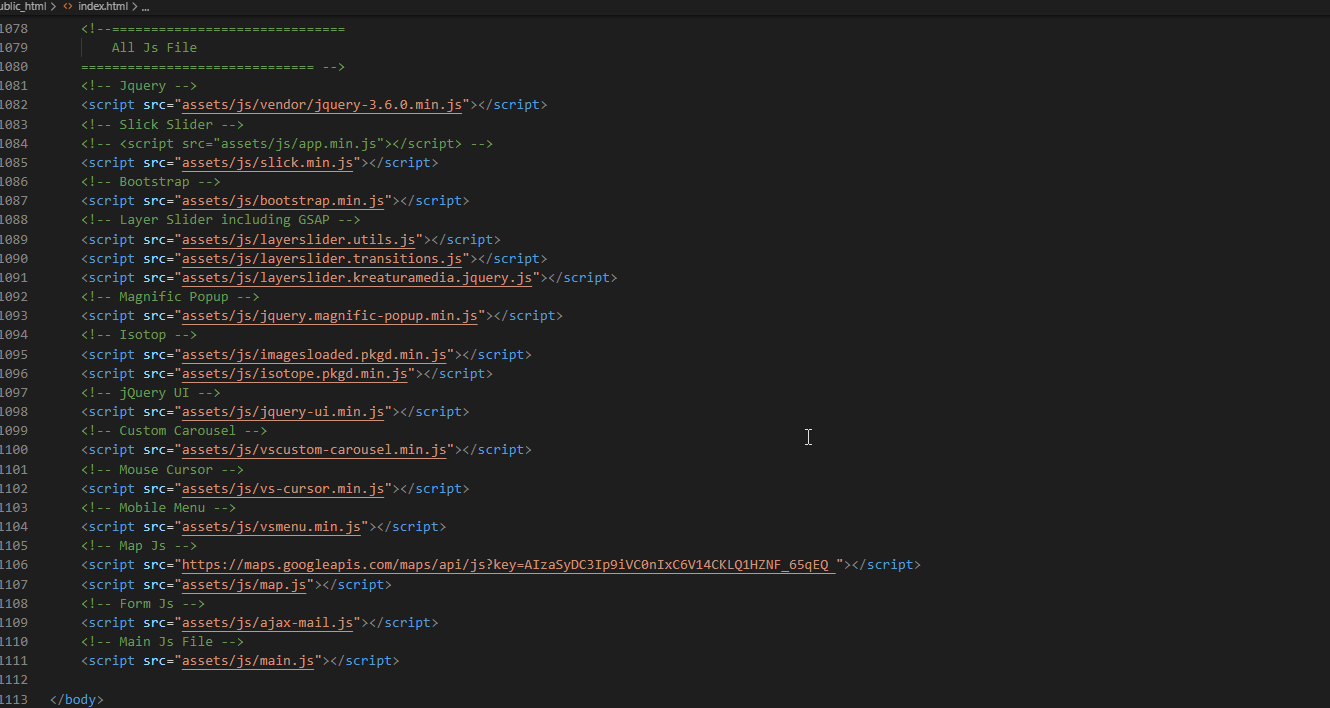 ublic_html > <> index.html > ...
1078 <!--==============================
1079 All Js File
1080 ============================== -->
1081 <!-- Jquery -->
1082 <script src="assets/js/vendor/jquery-3.6.0.min.js"></script>
1083 <!-- Slick Slider -->
1084 <!-- <script src="assets/js/app.min.js"></script> -->
1085 <script src="assets/js/slick.min.js"></script>
1086 <!-- Bootstrap -->
1087 <script src="assets/js/bootstrap.min.js"></script>
1088 <!-- Layer Slider including GSAP -->
1089 <script src="assets/js/layerslider.utils.js"></script>
1090 <script src="assets/js/layerslider.transitions.js"></script>
1091 <script src="assets/js/layerslider.kreaturamedia.jquery.js"></script>
1092 <!-- Magnific Popup -->
1093 <script src="assets/js/jquery.magnific-popup.min.js"></script>
1094 <!-- Isotop -->
1095 <script src="assets/js/imagesloaded.pkgd.min.js"></script>
1096 <script src="assets/js/isotope.pkgd.min.js"></script>
1097 <!-- jQuery UI -->
1098 <script src="assets/js/jquery-ui.min.js"></script>
1099 <!-- Custom Carousel -->
1100 <script src="assets/js/vscustom-carousel.min.js"></script>
1101 <!-- Mouse Cursor -->
1102 <script src="assets/js/vs-cursor.min.js"></script>
1103 <!-- Mobile Menu -->
1104 <script src="assets/js/vsmenu.min.js"></script>
1105 <!-- Map Js -->
1106 <script src="https://maps.googleapis.com/maps/api/js?key=AIzaSyDC3Ip9iVC0nIxC6V14CKLQ1HZNF_65qEQ "></script>
1107 <script src="assets/js/map.js"></script>
1108 <!-- Form Js -->
1109 <script src="assets/js/ajax-mail.js"></script>
1110 <!-- Main Js File -->
1111 <script src="assets/js/main.js"></script>
1112
1113 </body>